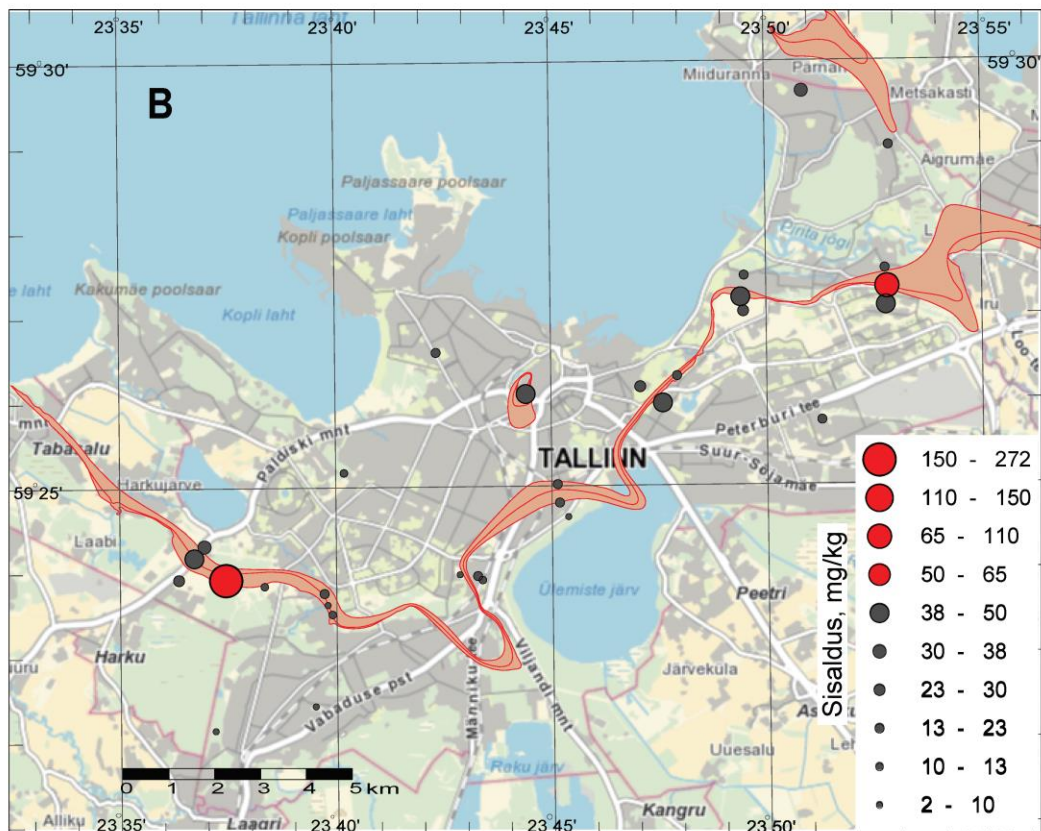 Tallinna laht
23° 35'
23° 40'
23° 45'
23° 50'
23° 55'
59° 30'
59° 30'
B
Miiduranna
Metsakasti
Aigrumäe
Paljassaare poolsaar
Paljassaare laht
Kopli poolsaar
Pirita jõgi
Kakumäe poolsaar
Kopli laht
e laht
Iru
mnt
Tabasalu
Paldiski mnt
Peterburi tee
TALLINN
Suur-Sõjamäe
59° 25'
Harkujärve
Laabi
Ülemiste järv
Peetri
Harku
Viljandi mnt
Järveküla
Vabaduse pst
Männiku tee
Uuesalu
Raku järv
Kangru
Alliku
Laagri
0 1 2 3 4 5 km
23° 35'
23° 40'
23° 45'
23° 50'
Sisaldus, mg/kg
150 - 272
110 - 150
65 - 110
50 - 65
38 - 50
30 - 38
23 - 30
13 - 23
10 - 13
2 - 10